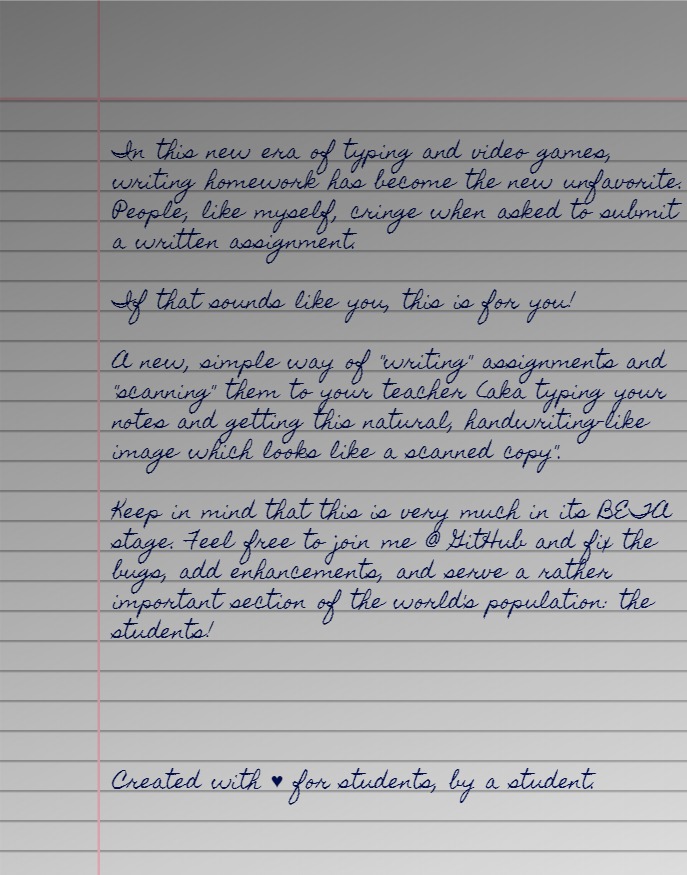 In this new era of typing and video games,
writing homework has become the new unfavorite.
People, like myself, cringe when asked to submit
a written assignment.
If that sounds like you, this is for you!
A new, simple way of "writing" assignments and
"scanning" them to your teacher (aka typing your
notes and getting this natural, handwriting-like
image which looks like a scanned copy".
Keep in mind that this is very much in its BETA
stage. Feel free to join me @ GitHub and fix the
bugs, add enhancements, and serve a rather
important section of the world's population: the
students!
Created with ♥ for students, by a student.